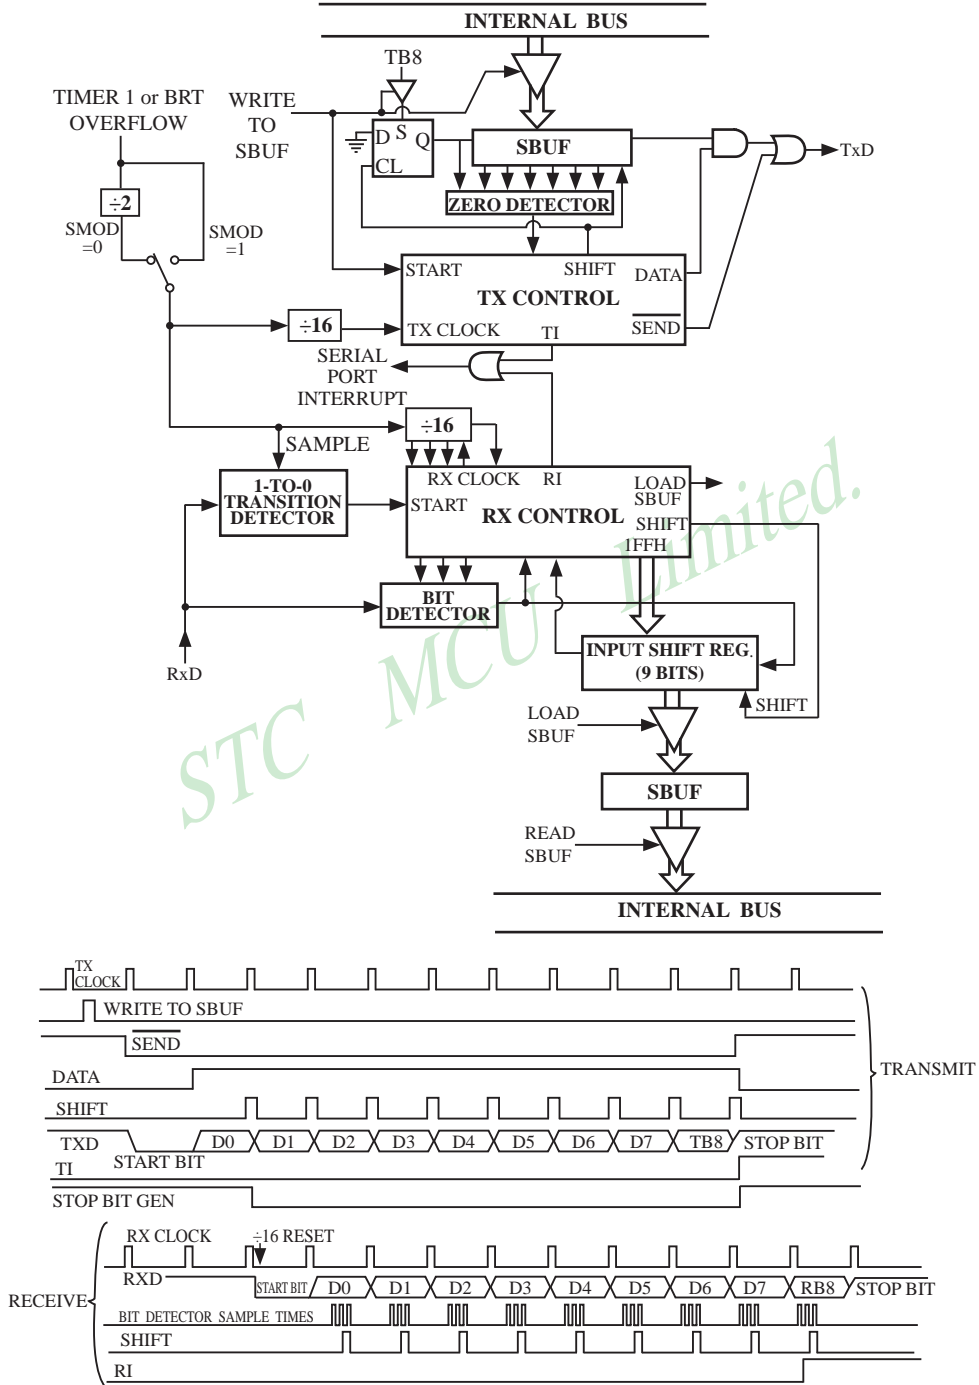 INTERNAL BUS
TB8
TIMER 1 or BRT
OVERFLOW
WRITE
TO
SBUF
D
S
Q
CL
SBUF
TxD
÷2
ZERO DETECTOR
SMOD
=0
SMOD
=1
START
SHIFT
DATA
TX CONTROL
÷16
TX CLOCK
TI
SEND
SERIAL
PORT
INTERRUPT
÷16
SAMPLE
1-TO-0
TRANSITION
DETECTOR
RX CLOCK
RI
LOAD
SBUF
START
RX CONTROL
SHIFT
1FFH
BIT
DETECTOR
RxD
INPUT SHIFT REG.
(9 BITS)
SHIFT
LOAD
SBUF
SBUF
READ
SBUF
INTERNAL BUS
STC MCU Limited.
TX
CLOCK
WRITE TO SBUF
SEND
DATA
TRANSMIT
SHIFT
TXD
START BIT
D0 D1 D2 D3 D4 D5 D6 D7 TB8 STOP BIT
TI
STOP BIT GEN
RX CLOCK
÷16 RESET
RXD
START BIT D0 D1 D2 D3 D4 D5 D6 D7 RB8 STOP BIT
RECEIVE
BIT DETECTOR SAMPLE TIMES
SHIFT
RI